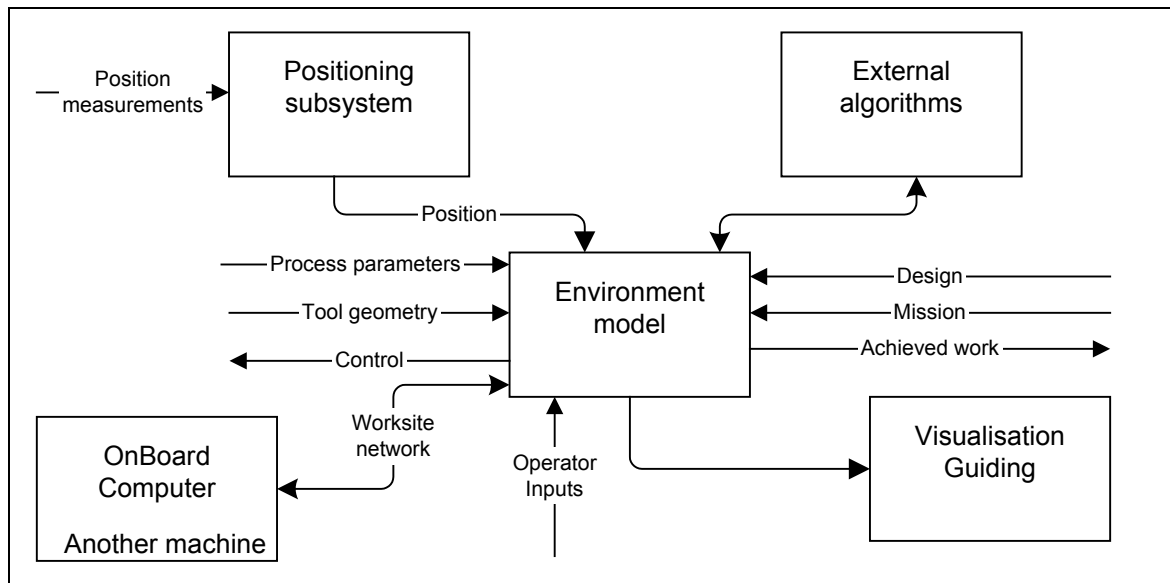 Positioning
subsystem
External
algorithms
Position
measurements
Position
Process parameters
Environment
model
Design
Tool geometry
Mission
Control
Achieved work
Worksite
network
OnBoard
Computer
Another machine
Operator
Inputs
Visualisation
Guiding